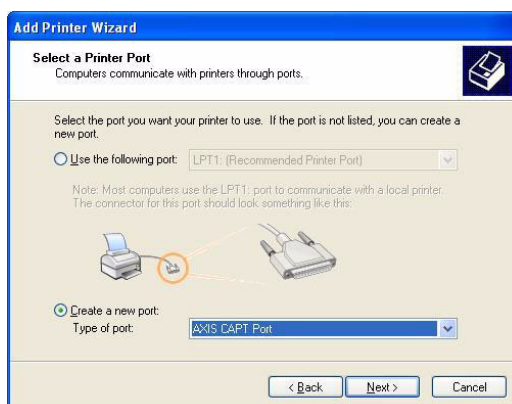 Add Printer Wizard
Select a Printer Port
Computers communicate with printers through ports.
Select the port you want your printer to use. If the port is not listed, you can create a
new port.
Use the following port: LPT1: (Recommended Printer Port)
Note: Most computers use the LPT1: port to communicate with a local printer.
The connector for this port should look something like this:
Create a new port:
Type of port: AXIS CAPT Port
< Back Next > Cancel